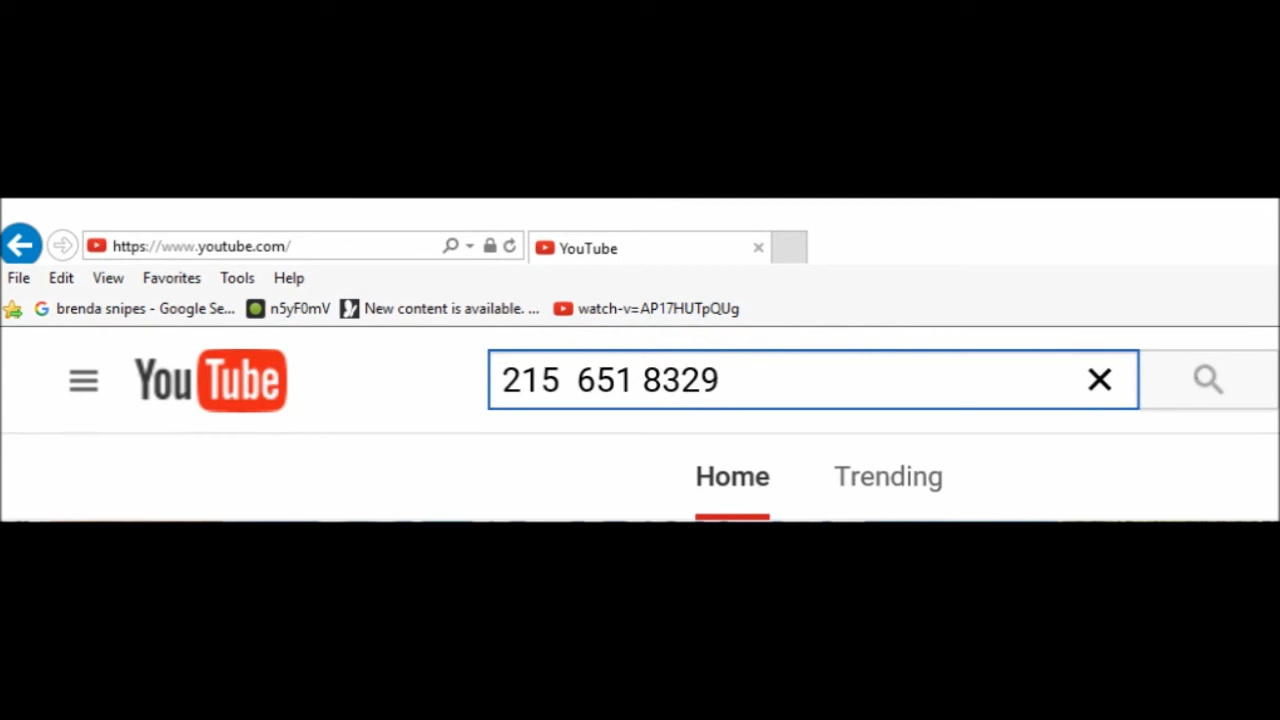 https://www.youtube.com/ YouTube
File Edit View Favorites Tools Help
brenda snipes - Google Se... n5yF0mV New content is available. ... watch-v=AP17HUTpQUg
YouTube 215 651 8329
Home Trending